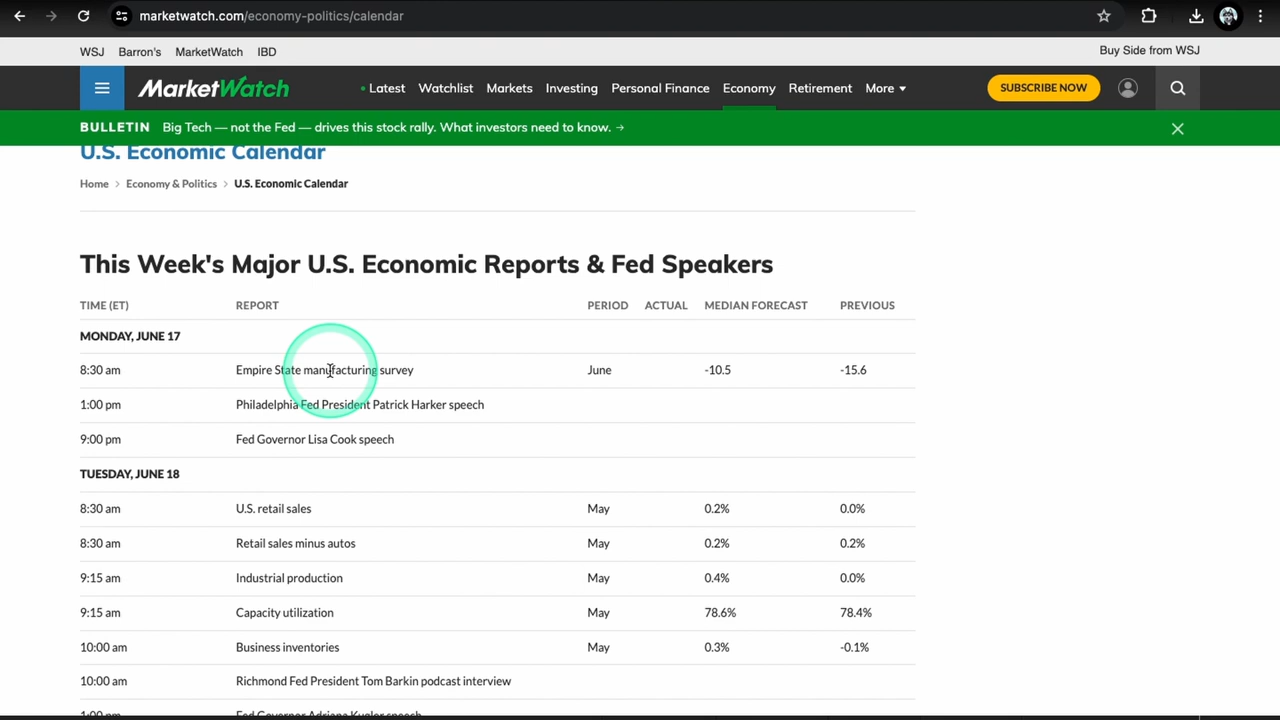 marketwatch.com/economy-politics/calendar
WSJ Barron's MarketWatch IBD Buy Side from WSJ
MarketWatch Latest Watchlist Markets Investing Personal Finance Economy Retirement More SUBSCRIBE NOW
BULLETIN Big Tech — not the Fed — drives this stock rally. What investors need to know. →
U.S. Economic Calendar
Home > Economy & Politics > U.S. Economic Calendar
This Week's Major U.S. Economic Reports & Fed Speakers
TIME (ET) REPORT PERIOD ACTUAL MEDIAN FORECAST PREVIOUS
MONDAY, JUNE 17
8:30 am Empire State manufacturing survey June -10.5 -15.6
1:00 pm Philadelphia Fed President Patrick Harker speech
9:00 pm Fed Governor Lisa Cook speech
TUESDAY, JUNE 18
8:30 am U.S. retail sales May 0.2% 0.0%
8:30 am Retail sales minus autos May 0.2% 0.2%
9:15 am Industrial production May 0.4% 0.0%
9:15 am Capacity utilization May 78.6% 78.4%
10:00 am Business inventories May 0.3% -0.1%
10:00 am Richmond Fed President Tom Barkin podcast interview
1:00 pm Fed Governor Adriana Kugler speech